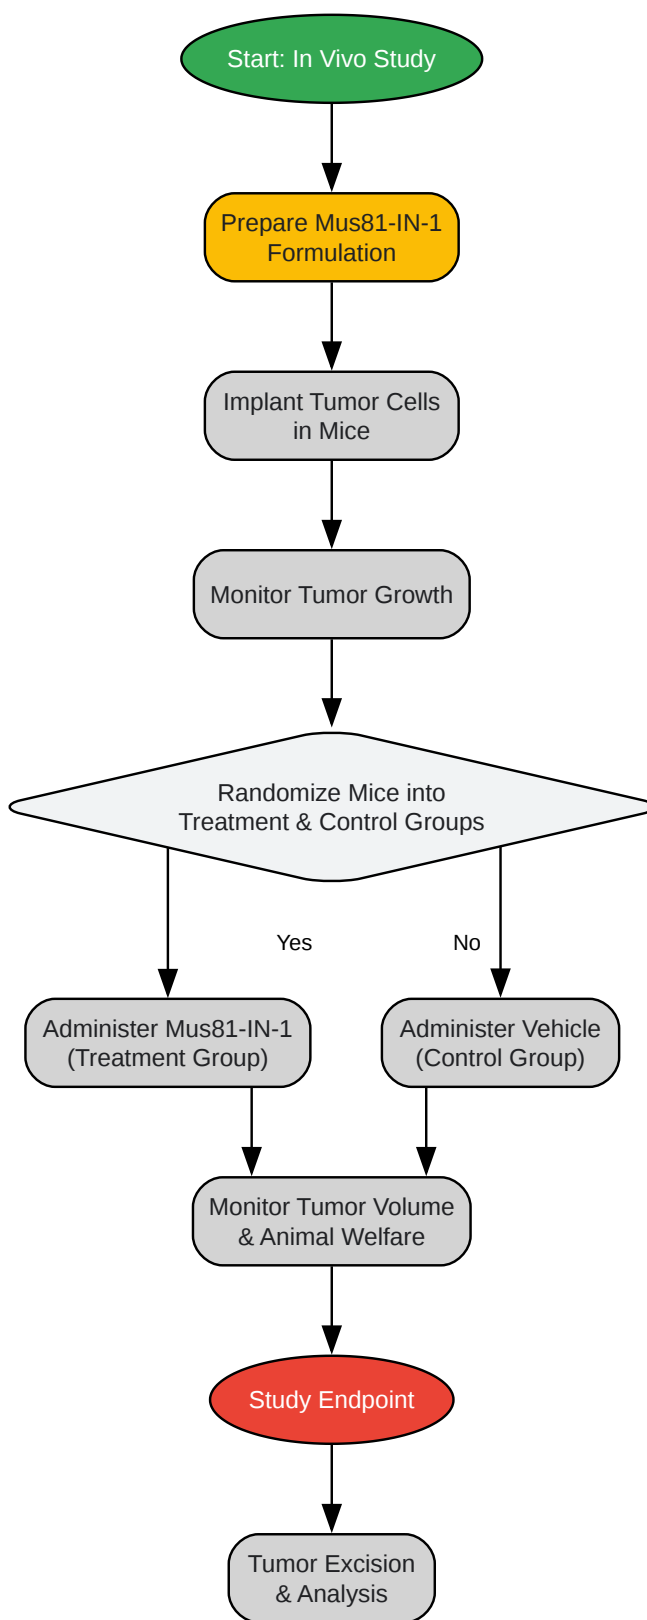 Start: In Vivo Study
Prepare Mus81-IN-1
Formulation
Implant Tumor Cells
in Mice
Monitor Tumor Growth
Randomize Mice into
Treatment & Control Groups
Yes
No
Administer Mus81-IN-1
(Treatment Group)
Administer Vehicle
(Control Group)
Monitor Tumor Volume
& Animal Welfare
Study Endpoint
Tumor Excision
& Analysis